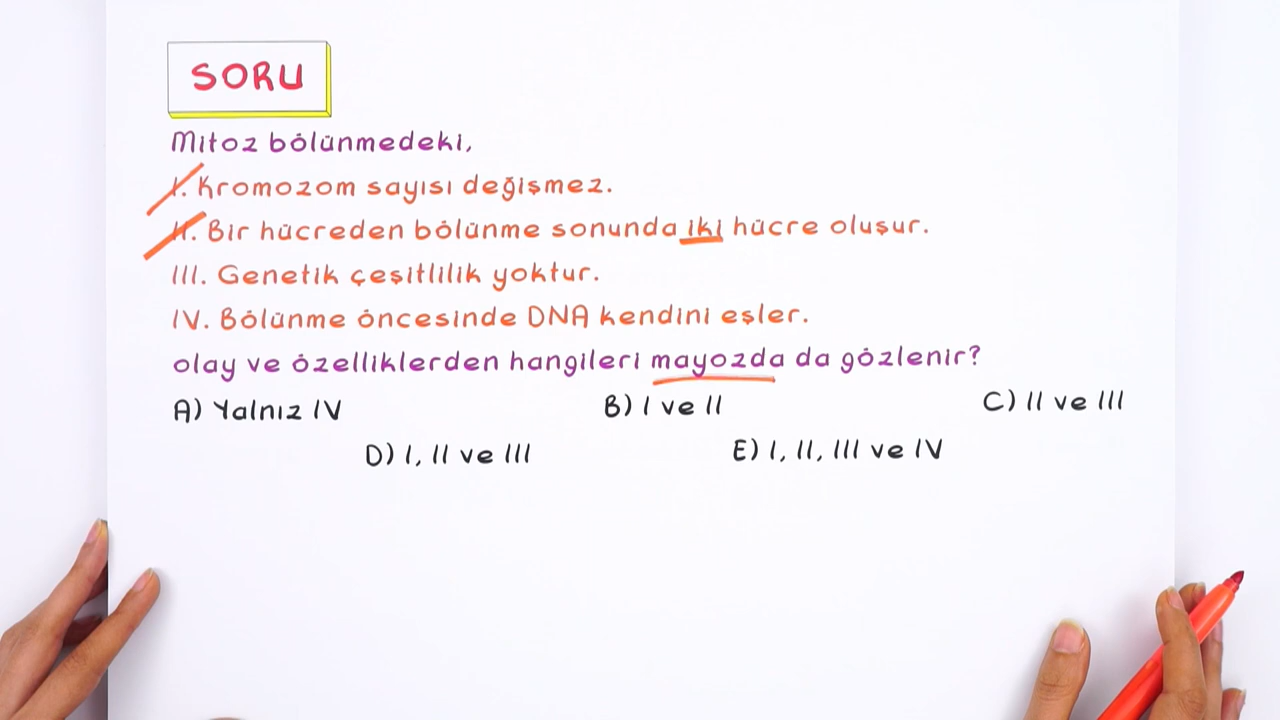 SORU
Mitoz bölünmedeki,
I. Kromozom sayısı değişmez.
II. Bir hücreden bölünme sonunda iki hücre oluşur.
III. Genetik çeşitlilik yoktur.
IV. Bölünme öncesinde DNA kendini eşler.
olay ve özelliklerden hangileri mayozda da gözlenir?
A) Yalnız IV B) I ve II C) II ve III
D) I, II ve III E) I, II, III ve IV